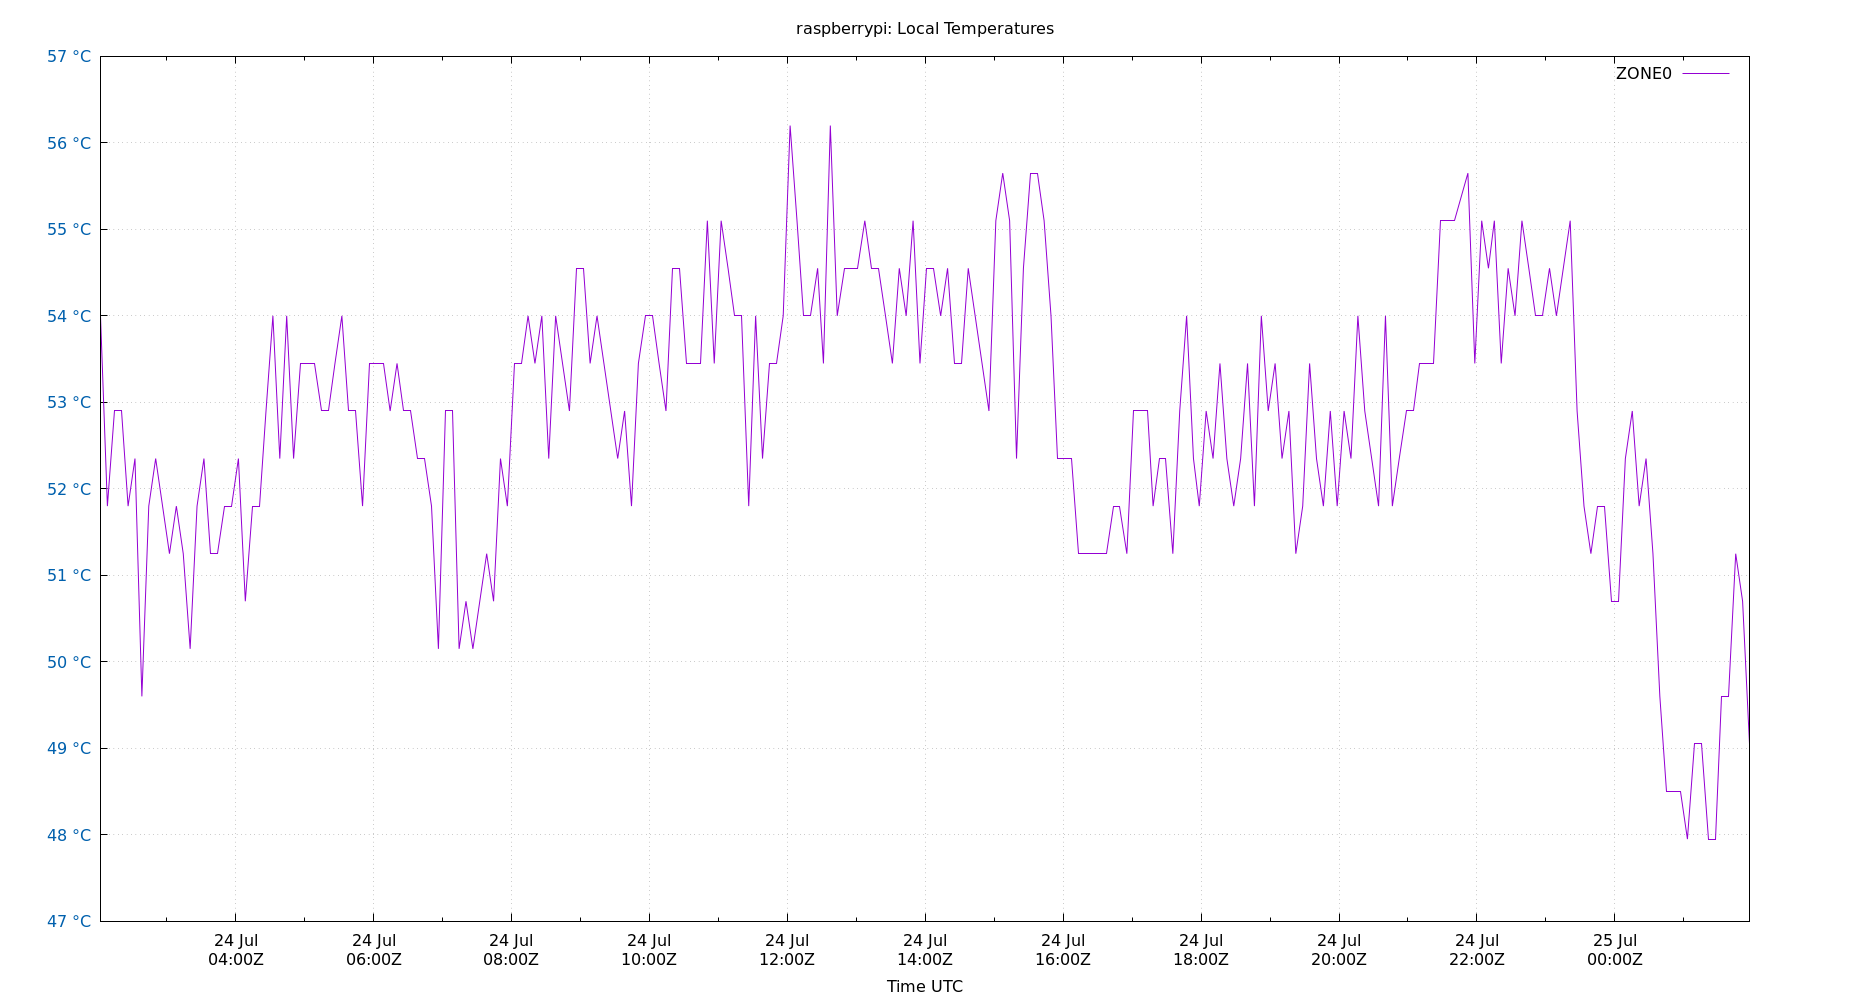 raspberrypi: Local Temperatures
ZONE0
57 °C
56 °C
55 °C
54 °C
53 °C
52 °C
51 °C
50 °C
49 °C
48 °C
47 °C
24 Jul
04:00Z
24 Jul
06:00Z
24 Jul
08:00Z
24 Jul
10:00Z
24 Jul
12:00Z
24 Jul
14:00Z
24 Jul
16:00Z
24 Jul
18:00Z
24 Jul
20:00Z
24 Jul
22:00Z
25 Jul
00:00Z
Time UTC